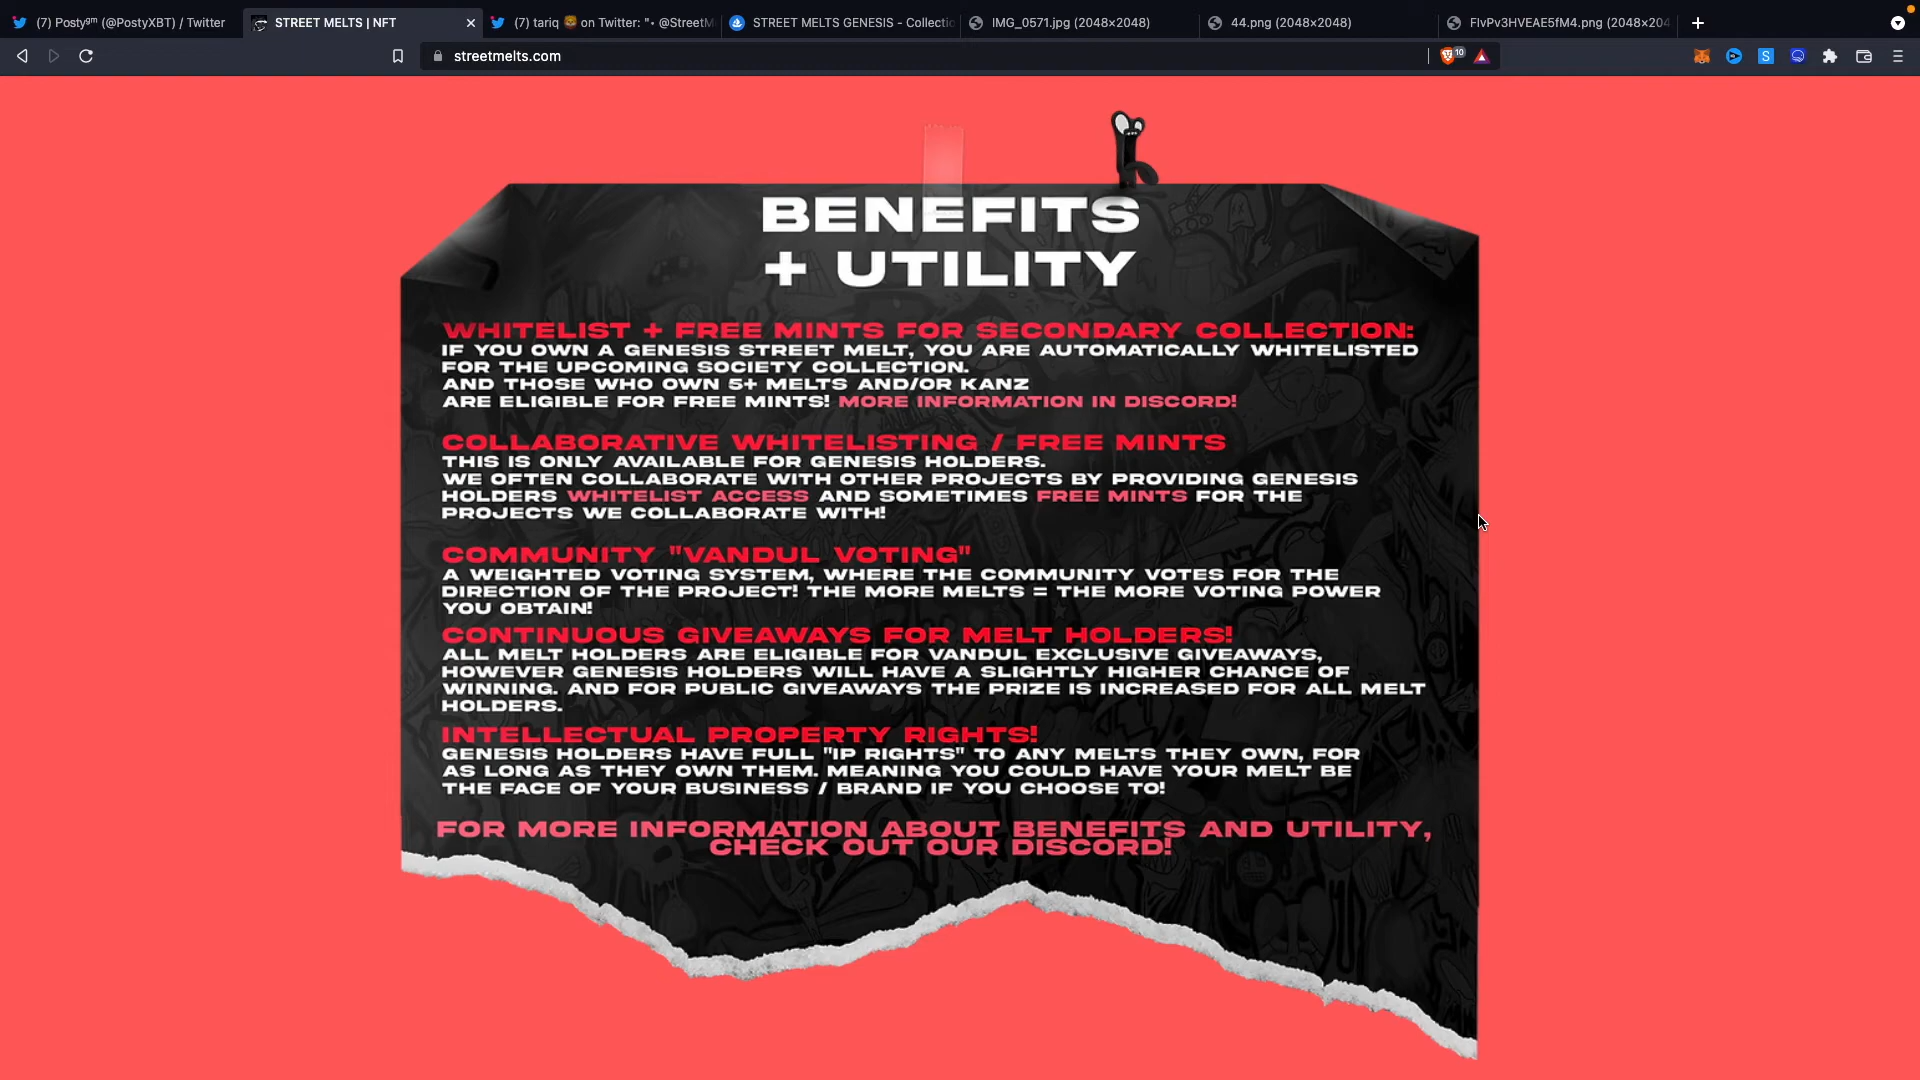 (7) Postyᵍᵐ (@PostyXBT) / Twitter
STREET MELTS | NFT
(7) tariq 🦁 on Twitter: "• @StreetM
STREET MELTS GENESIS - Collectic
IMG_0571.jpg (2048×2048)
44.png (2048×2048)
FIvPv3HVEAE5fM4.png (2048×204
streetmelts.com
10
S
BENEFITS
+ UTILITY
WHITELIST + FREE MINTS FOR SECONDARY COLLECTION:
IF YOU OWN A GENESIS STREET MELT, YOU ARE AUTOMATICALLY WHITELISTED
FOR THE UPCOMING SOCIETY COLLECTION.
AND THOSE WHO OWN 5+ MELTS AND/OR KANZ
ARE ELIGIBLE FOR FREE MINTS! MORE INFORMATION IN DISCORD!
COLLABORATIVE WHITELISTING / FREE MINTS
THIS IS ONLY AVAILABLE FOR GENESIS HOLDERS.
WE OFTEN COLLABORATE WITH OTHER PROJECTS BY PROVIDING GENESIS
HOLDERS WHITELIST ACCESS AND SOMETIMES FREE MINTS FOR THE
PROJECTS WE COLLABORATE WITH!
COMMUNITY "VANDUL VOTING"
A WEIGHTED VOTING SYSTEM, WHERE THE COMMUNITY VOTES FOR THE
DIRECTION OF THE PROJECT! THE MORE MELTS = THE MORE VOTING POWER
YOU OBTAIN!
CONTINUOUS GIVEAWAYS FOR MELT HOLDERS!
ALL MELT HOLDERS ARE ELIGIBLE FOR VANDUL EXCLUSIVE GIVEAWAYS,
HOWEVER GENESIS HOLDERS WILL HAVE A SLIGHTLY HIGHER CHANCE OF
WINNING. AND FOR PUBLIC GIVEAWAYS THE PRIZE IS INCREASED FOR ALL MELT
HOLDERS.
INTELLECTUAL PROPERTY RIGHTS!
GENESIS HOLDERS HAVE FULL "IP RIGHTS" TO ANY MELTS THEY OWN, FOR
AS LONG AS THEY OWN THEM. MEANING YOU COULD HAVE YOUR MELT BE
THE FACE OF YOUR BUSINESS / BRAND IF YOU CHOOSE TO!
FOR MORE INFORMATION ABOUT BENEFITS AND UTILITY,
CHECK OUT OUR DISCORD!